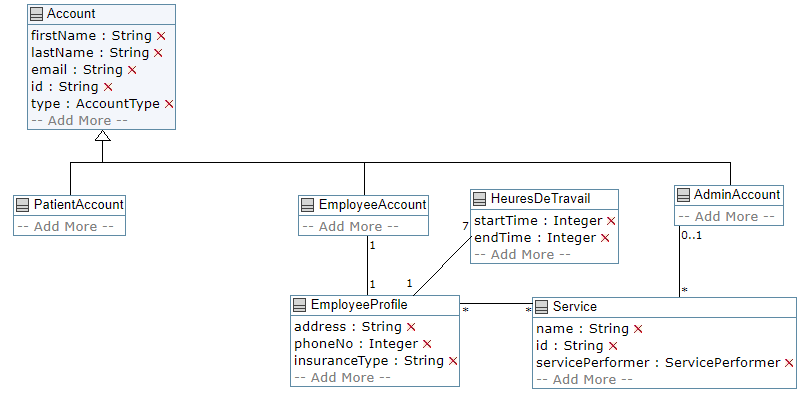 Account
firstName : String
lastName : String
email : String
id : String
type : AccountType
-- Add More --
PatientAccount
-- Add More --
EmployeeAccount
-- Add More --
HeuresDeTravail
startTime : Integer
endTime : Integer
-- Add More --
AdminAccount
-- Add More --
1
1
7
1
0..1
*
*
*
EmployeeProfile
address : String
phoneNo : Integer
insuranceType : String
-- Add More --
Service
name : String
id : String
servicePerformer : ServicePerformer
-- Add More --